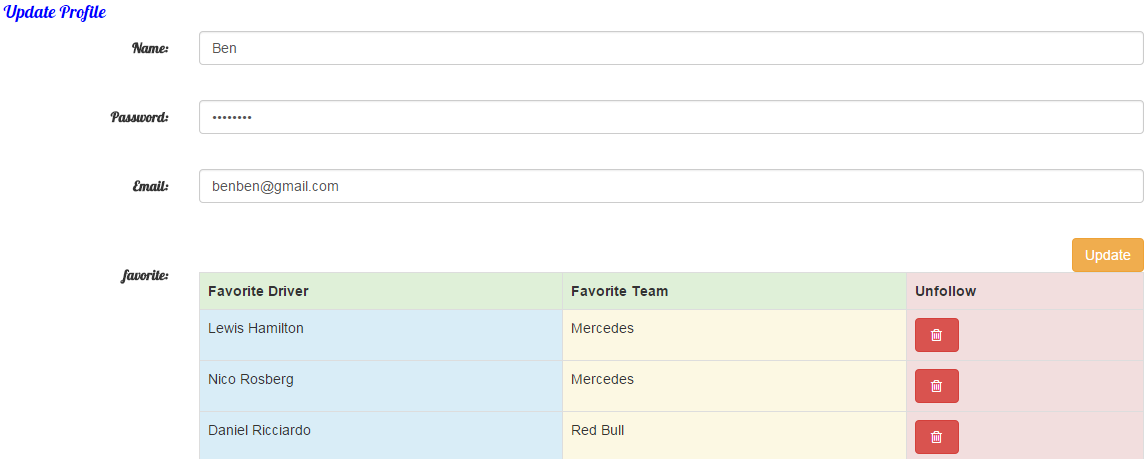 Update Profile
Name: Ben
Password: ••••••••
Email: benben@gmail.com
Update
favorite:
Favorite Driver Favorite Team Unfollow
Lewis Hamilton Mercedes
Nico Rosberg Mercedes
Daniel Ricciardo Red Bull